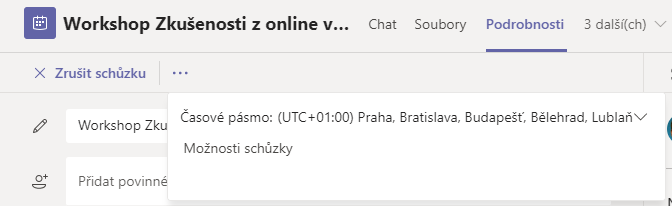 Workshop Zkušenosti z online v...
Chat
Soubory
Podrobnosti
3 další(ch)
Zrušit schůzku
Časové pásmo: (UTC+01:00) Praha, Bratislava, Budapešť, Bělehrad, Lublaň
Workshop Zku
Možnosti schůzky
Přidat povinné